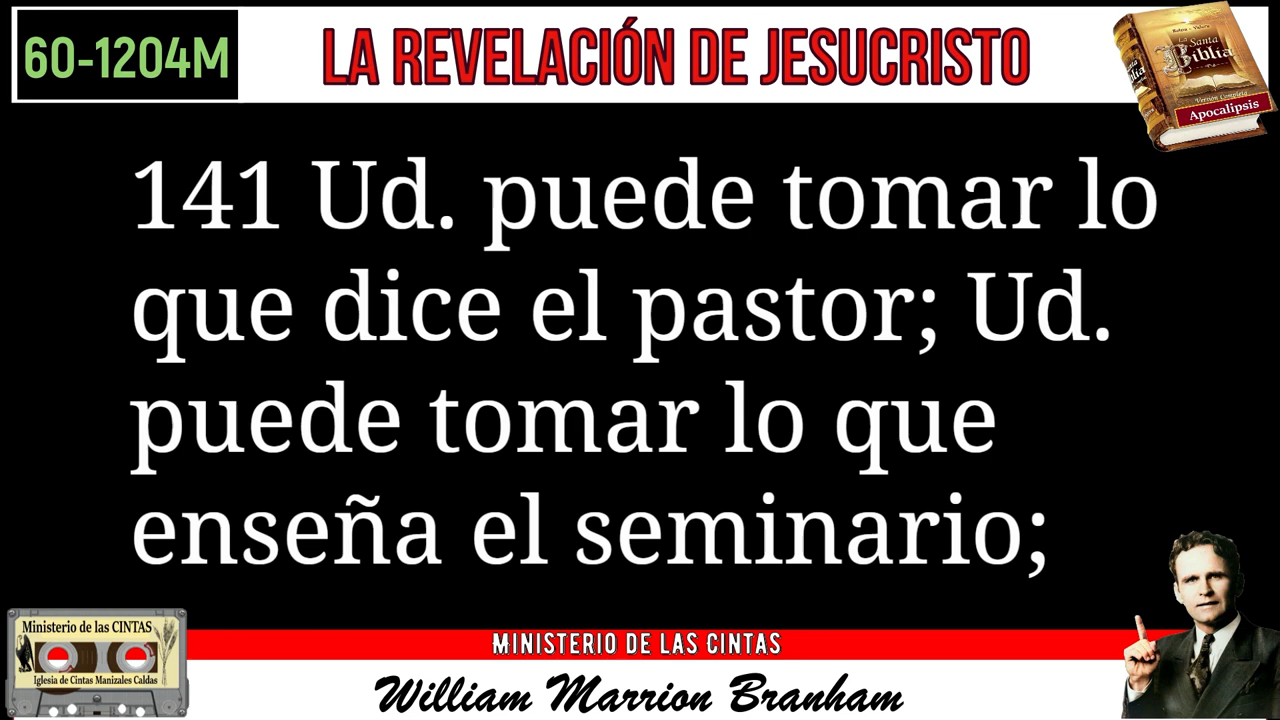 60-1204M
LA REVELACIÓN DE JESUCRISTO
La Santa
Biblia
Apocalipsis
141 Ud. puede tomar lo
que dice el pastor; Ud.
puede tomar lo que
enseña el seminario;
Ministerio de las CINTAS
Iglesia de Cintas Manizales Caldas
MINISTERIO DE LAS CINTAS
William Marrion Branham